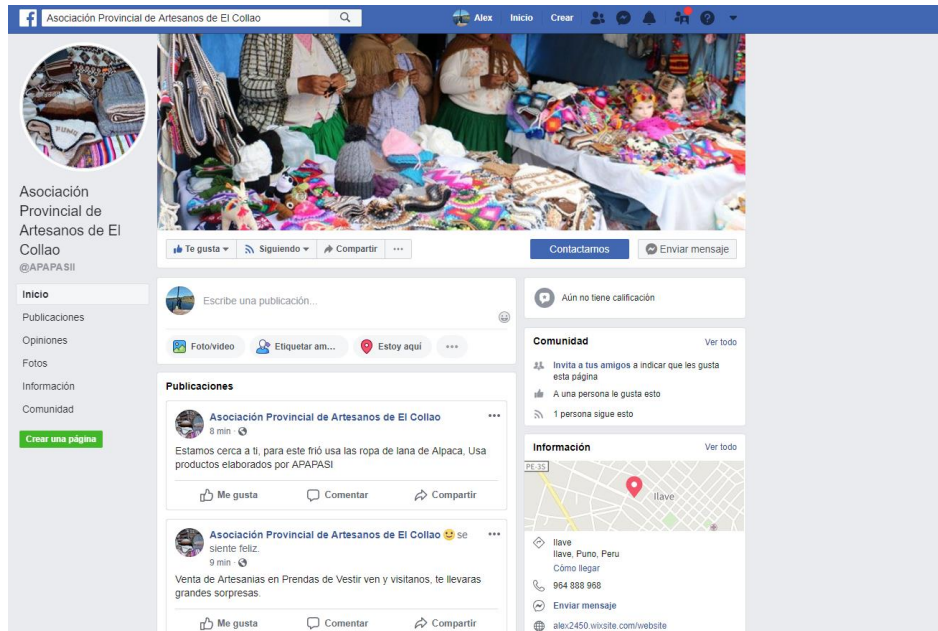 Asociación Provincial de Artesanos de El Collao
Alex
Inicio
Crear
PUNO
Asociación
Provincial de
Artesanos de El
Collao
@APAPASII
Inicio
Publicaciones
Opiniones
Fotos
Información
Comunidad
Crear una página
Te gusta
Siguiendo
Compartir
Contactarnos
Enviar mensaje
Escribe una publicación...
Foto/video
Etiquetar am...
Estoy aquí
Publicaciones
Asociación Provincial de Artesanos de El Collao
8 min ·
Estamos cerca a ti, para este frió usa las ropa de lana de Alpaca, Usa
productos elaborados por APAPASI
Me gusta
Comentar
Compartir
Asociación Provincial de Artesanos de El Collao se
siente feliz.
9 min ·
Venta de Artesanias en Prendas de Vestir ven y visitanos, te llevaras
grandes sorpresas.
Me gusta
Comentar
Compartir
Aún no tiene calificación
Comunidad
Ver todo
Invita a tus amigos a indicar que les gusta
esta página
A una persona le gusta esto
1 persona sigue esto
Información
Ver todo
PE-3S
Ilave
Ilave
Ilave, Puno, Peru
Cómo llegar
964 888 968
Enviar mensaje
alex2450.wixsite.com/website